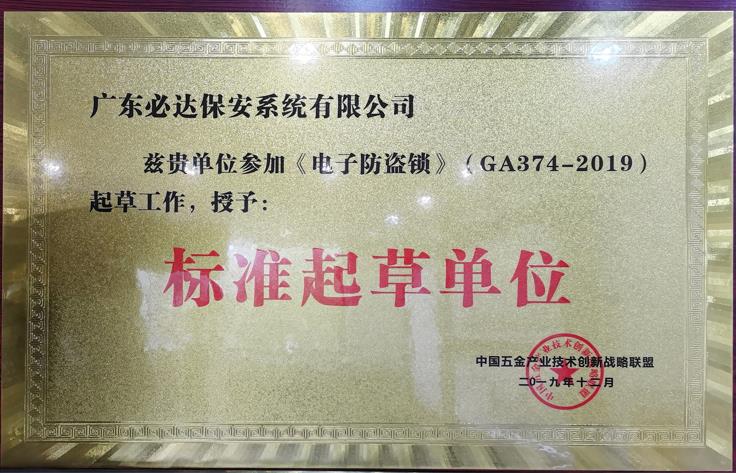 广东必达保安系统有限公司
兹贵单位参加《电子防盗锁》（GA374-2019）
起草工作，授予：
标准起草单位
中国五金产业技术创新战略联盟
二〇一九年十二月